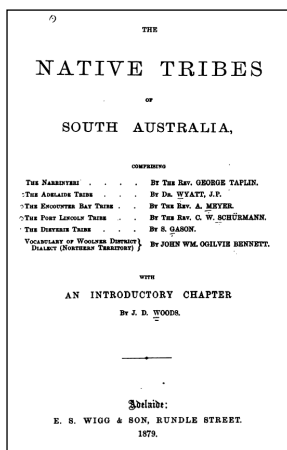 THE
NATIVE TRIBES
OF
SOUTH AUSTRALIA,
COMPRISING
THE NARRINYERI . . . . BY THE REV. GEORGE TAPLIN.
THE ADELAIDE TRIBE . . . BY DR. WYATT, J.P.
THE ENCOUNTER BAY TRIBE . . BY THE REV. A. MEYER.
THE PORT LINCOLN TRIBE . . BY THE REV. C. W. SCHÜRMANN.
THE DIEYERIE TRIBE . . . BY S. GASON.
VOCABULARY OF WOOLNER DISTRICT
DIALECT (NORTHERN TERRITORY) } BY JOHN WM. OGILVIE BENNETT.
WITH
AN INTRODUCTORY CHAPTER
BY J. D. WOODS.
Adelaide:
E. S. WIGG & SON, RUNDLE STREET.
1879.